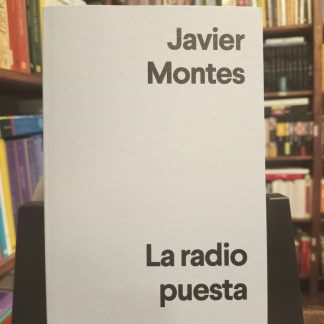 Javier
Montes
La radio
puesta